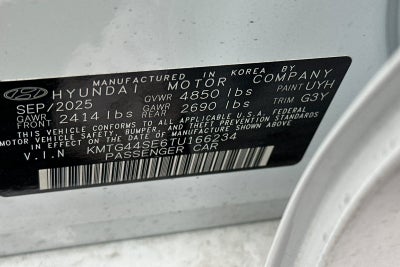 MANUFACTURED IN KOREA BY
HYUNDAI MOTOR COMPANY
SEP/2025 GVWR 4850 lbs PAINT UYH
GAWR FRONT 2414 lbs GAWR REAR 2690 lbs TRIM G3Y
THIS VEHICLE CONFORMS TO ALL APPLICABLE U.S.A. FEDERAL
MOTOR VEHICLE SAFETY, BUMPER, AND THEFT PREVENTION STANDARDS
IN EFFECT ON THE DATE OF MANUFACTURE SHOWN ABOVE.
V.I.N KMTG44SE6TU166234
PASSENGER CAR